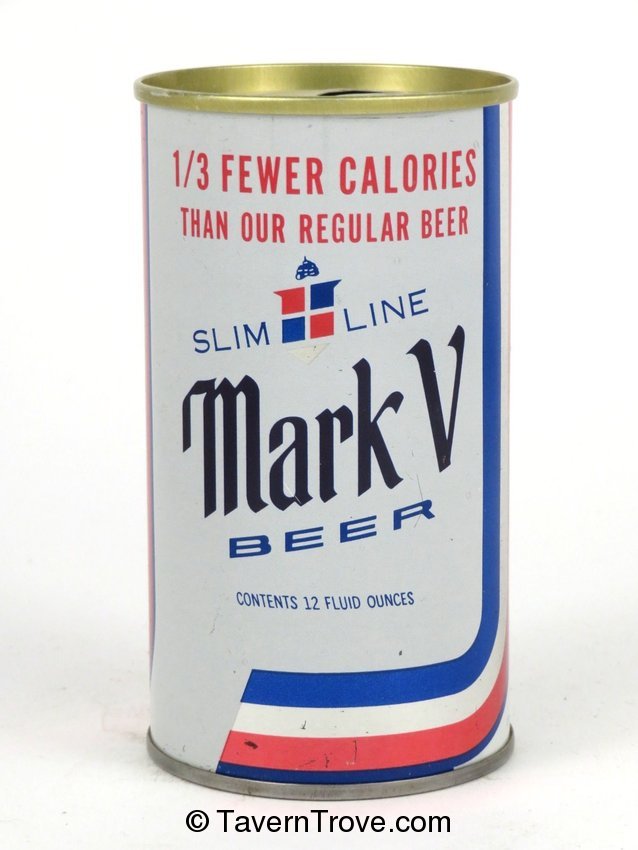 1/3 FEWER CALORIES
THAN OUR REGULAR BEER
SLIM LINE
Mark V
BEER
CONTENTS 12 FLUID OUNCES
© TavernTrove.com